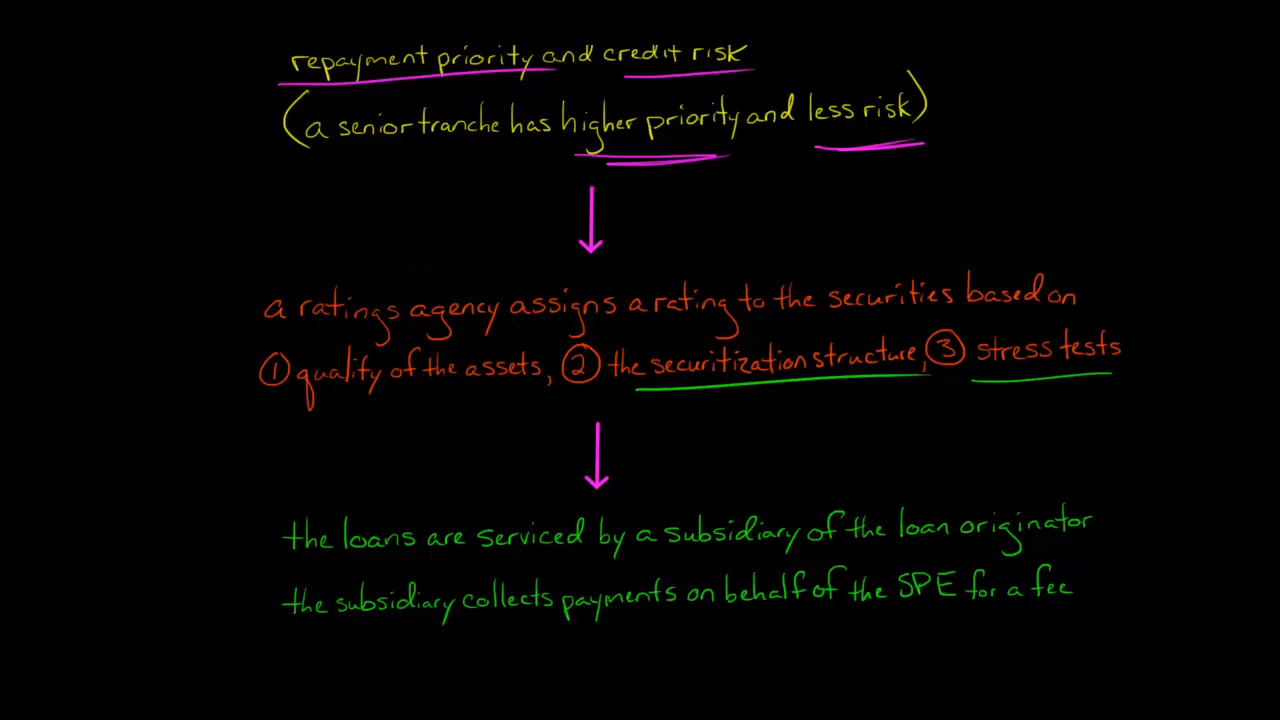 repayment priority and credit risk
(a senior tranche has higher priority and less risk)
a ratings agency assigns a rating to the securities based on
① quality of the assets, ② the securitization structure, ③ stress tests
the loans are serviced by a subsidiary of the loan originator
the subsidiary collects payments on behalf of the SPE for a fee